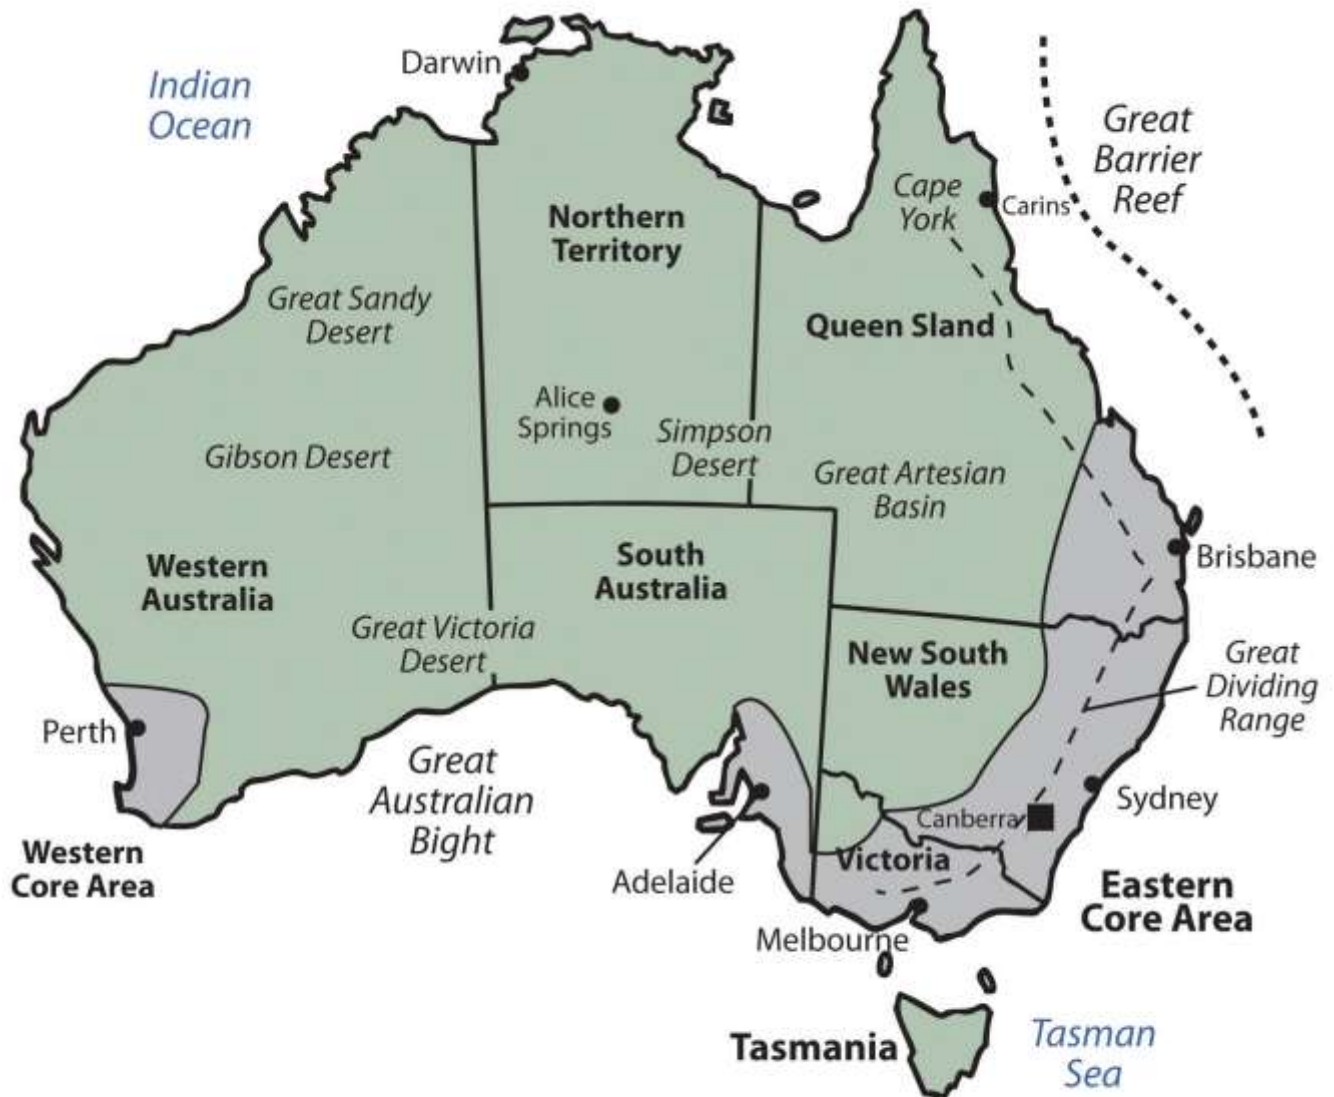 Darwin
Indian
Ocean
Great
Barrier
Reef
Cape
York
Carins
Northern
Territory
Great Sandy
Desert
Queen Sland
Alice
Springs
Simpson
Desert
Gibson Desert
Great Artesian
Basin
Western
Australia
South
Australia
Brisbane
Great Victoria
Desert
New South
Wales
Great
Dividing
Range
Perth
Great
Australian
Bight
Sydney
Canberra
Western
Core Area
Adelaide
Victoria
Eastern
Core Area
Melbourne
Tasmania
Tasman
Sea